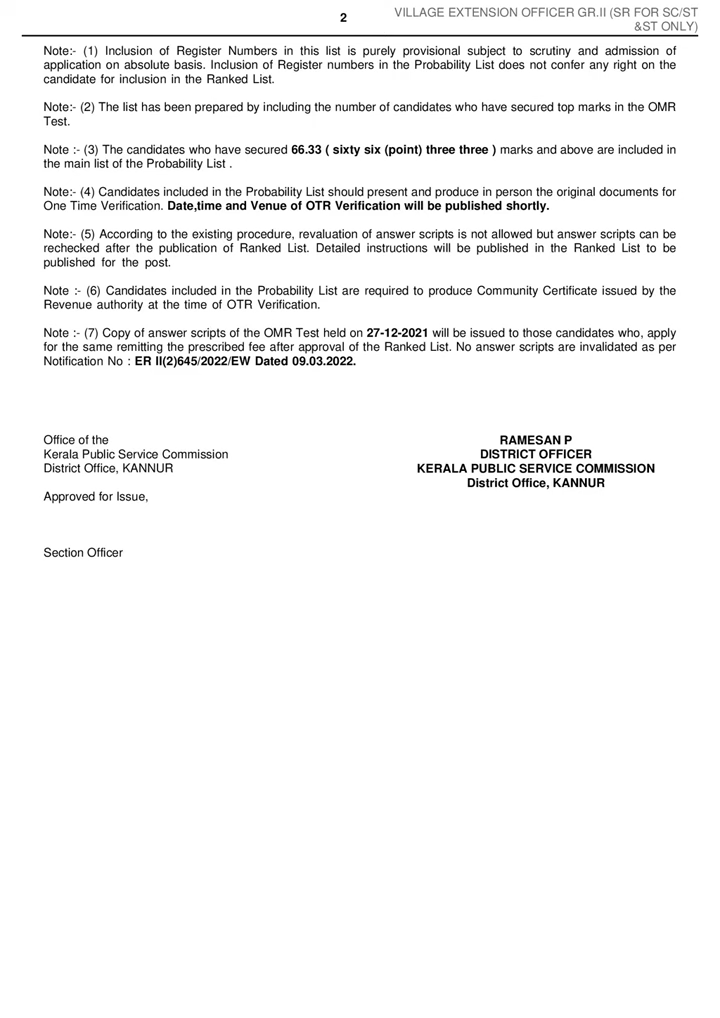 2
VILLAGE EXTENSION OFFICER GR.II (SR FOR SC/ST
&ST ONLY)
Note:- (1) Inclusion of Register Numbers in this list is purely provisional subject to scrutiny and admission of
application on absolute basis. Inclusion of Register numbers in the Probability List does not confer any right on the
candidate for inclusion in the Ranked List.
Note:- (2) The list has been prepared by including the number of candidates who have secured top marks in the OMR
Test.
Note :- (3) The candidates who have secured 66.33 ( sixty six (point) three three ) marks and above are included in
the main list of the Probability List .
Note:- (4) Candidates included in the Probability List should present and produce in person the original documents for
One Time Verification. Date,time and Venue of OTR Verification will be published shortly.
Note:- (5) According to the existing procedure, revaluation of answer scripts is not allowed but answer scripts can be
rechecked after the publication of Ranked List. Detailed instructions will be published in the Ranked List to be
published for the post.
Note :- (6) Candidates included in the Probability List are required to produce Community Certificate issued by the
Revenue authority at the time of OTR Verification.
Note :- (7) Copy of answer scripts of the OMR Test held on 27-12-2021 will be issued to those candidates who, apply
for the same remitting the prescribed fee after approval of the Ranked List. No answer scripts are invalidated as per
Notification No : ER II(2)645/2022/EW Dated 09.03.2022.
Office of the
Kerala Public Service Commission
District Office, KANNUR
Approved for Issue,
Section Officer
RAMESAN P
DISTRICT OFFICER
KERALA PUBLIC SERVICE COMMISSION
District Office, KANNUR